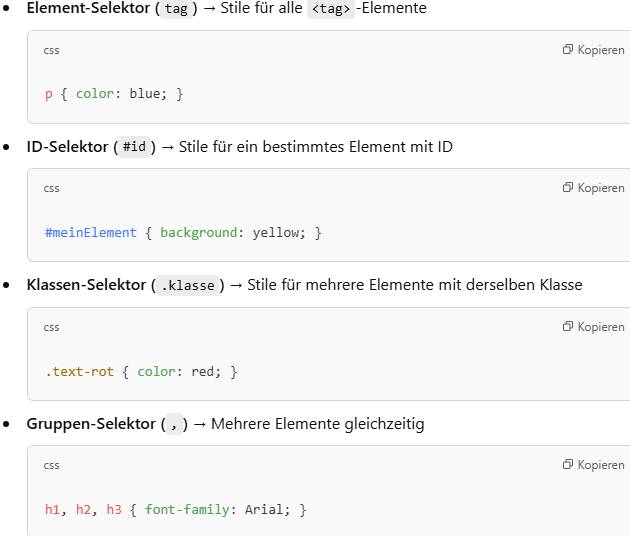 Element-Selektor (tag) → Stile für alle <tag>-Elemente
css Kopieren
p { color: blue; }
ID-Selektor (#id) → Stile für ein bestimmtes Element mit ID
css Kopieren
#meinElement { background: yellow; }
Klassen-Selektor (.klasse) → Stile für mehrere Elemente mit derselben Klasse
css Kopieren
.text-rot { color: red; }
Gruppen-Selektor (,) → Mehrere Elemente gleichzeitig
css Kopieren
h1, h2, h3 { font-family: Arial; }